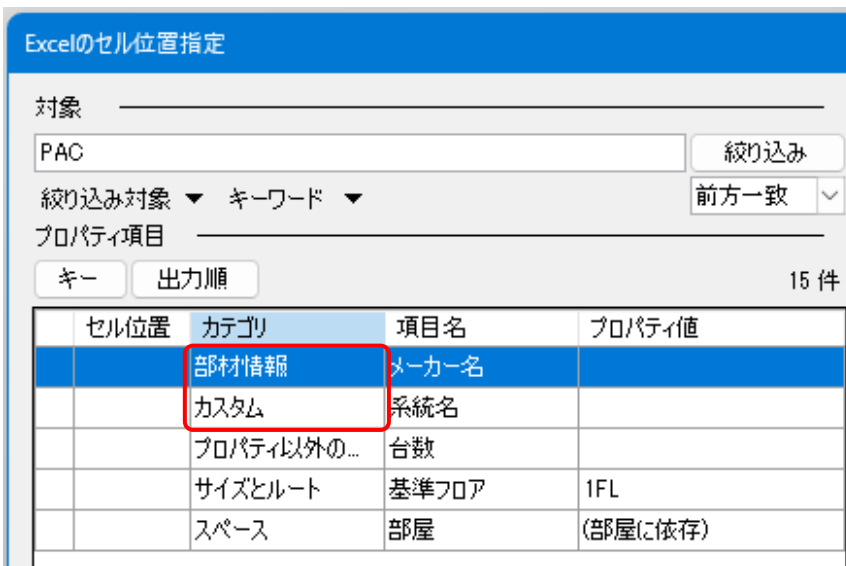 Excelのセル位置指定
対象
PAC 絞り込み
絞り込み対象 ▼ キーワード ▼ 前方一致
プロパティ項目
キー 出力順 15 件
セル位置 カテゴリ 項目名 プロパティ値
部材情報 メーカー名
カスタム 系統名
プロパティ以外の... 台数
サイズとルート 基準フロア 1FL
スペース 部屋 (部屋に依存)